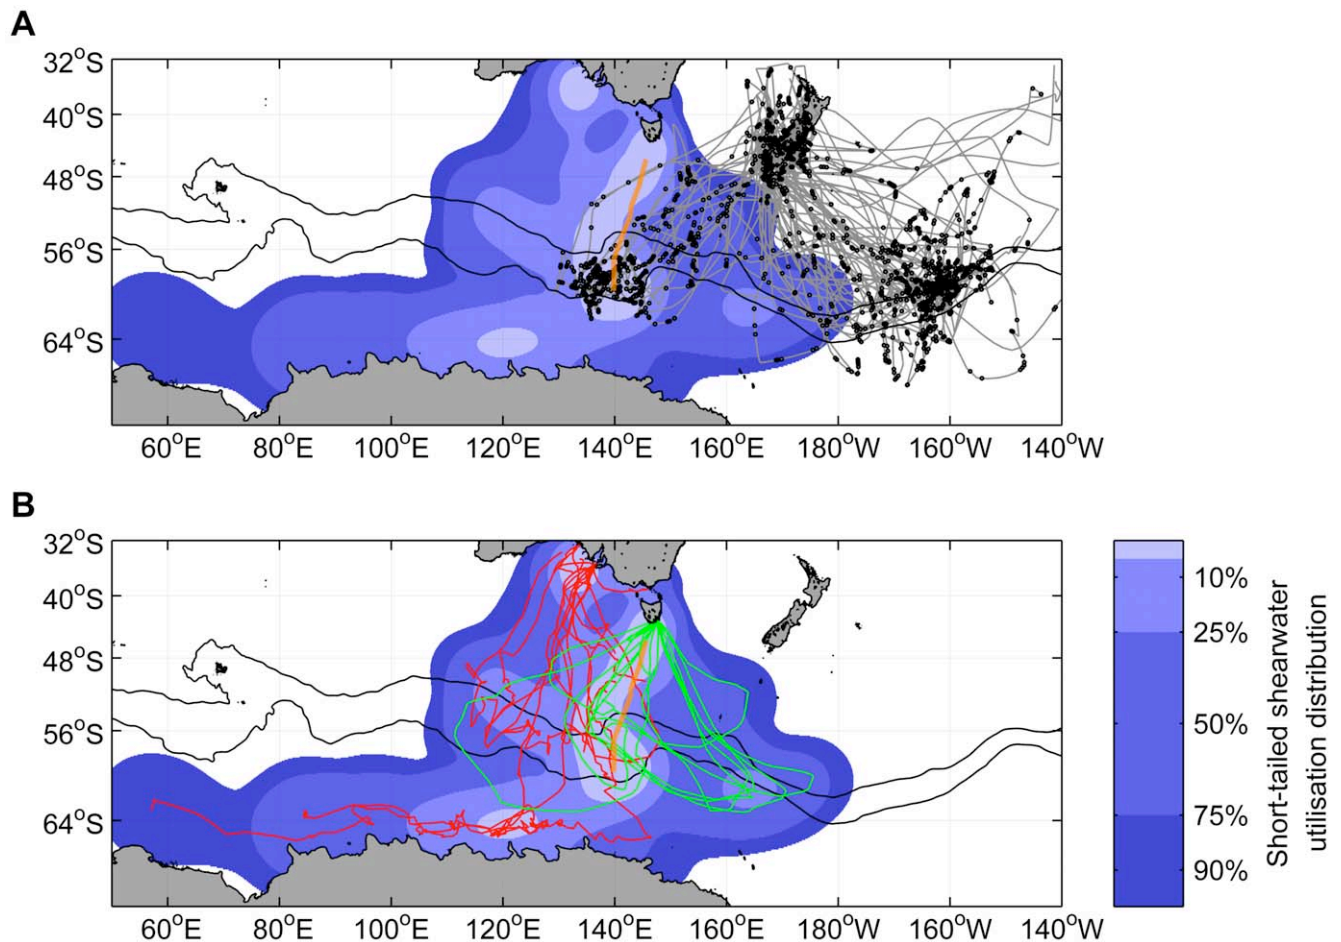 A
32°S
40°S
48°S
56°S
64°S
60°E 80°E 100°E 120°E 140°E 160°E 180°W 160°W 140°W
B
32°S
40°S
48°S
56°S
64°S
60°E 80°E 100°E 120°E 140°E 160°E 180°W 160°W 140°W
10%
25%
50%
75%
90%
Short-tailed shearwater
utilisation distribution